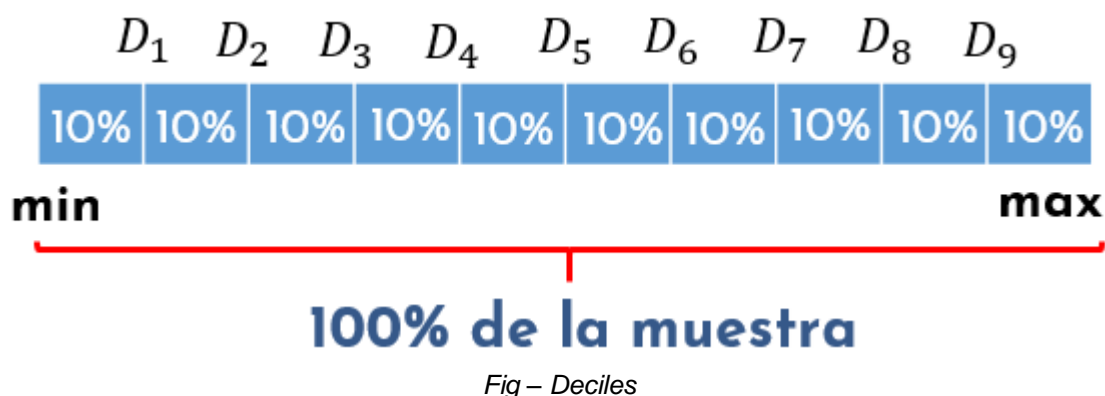 D₁ D₂ D₃ D₄ D₅ D₆ D₇ D₈ D₉
10% 10% 10% 10% 10% 10% 10% 10% 10% 10%
min max
100% de la muestra
Fig – Deciles